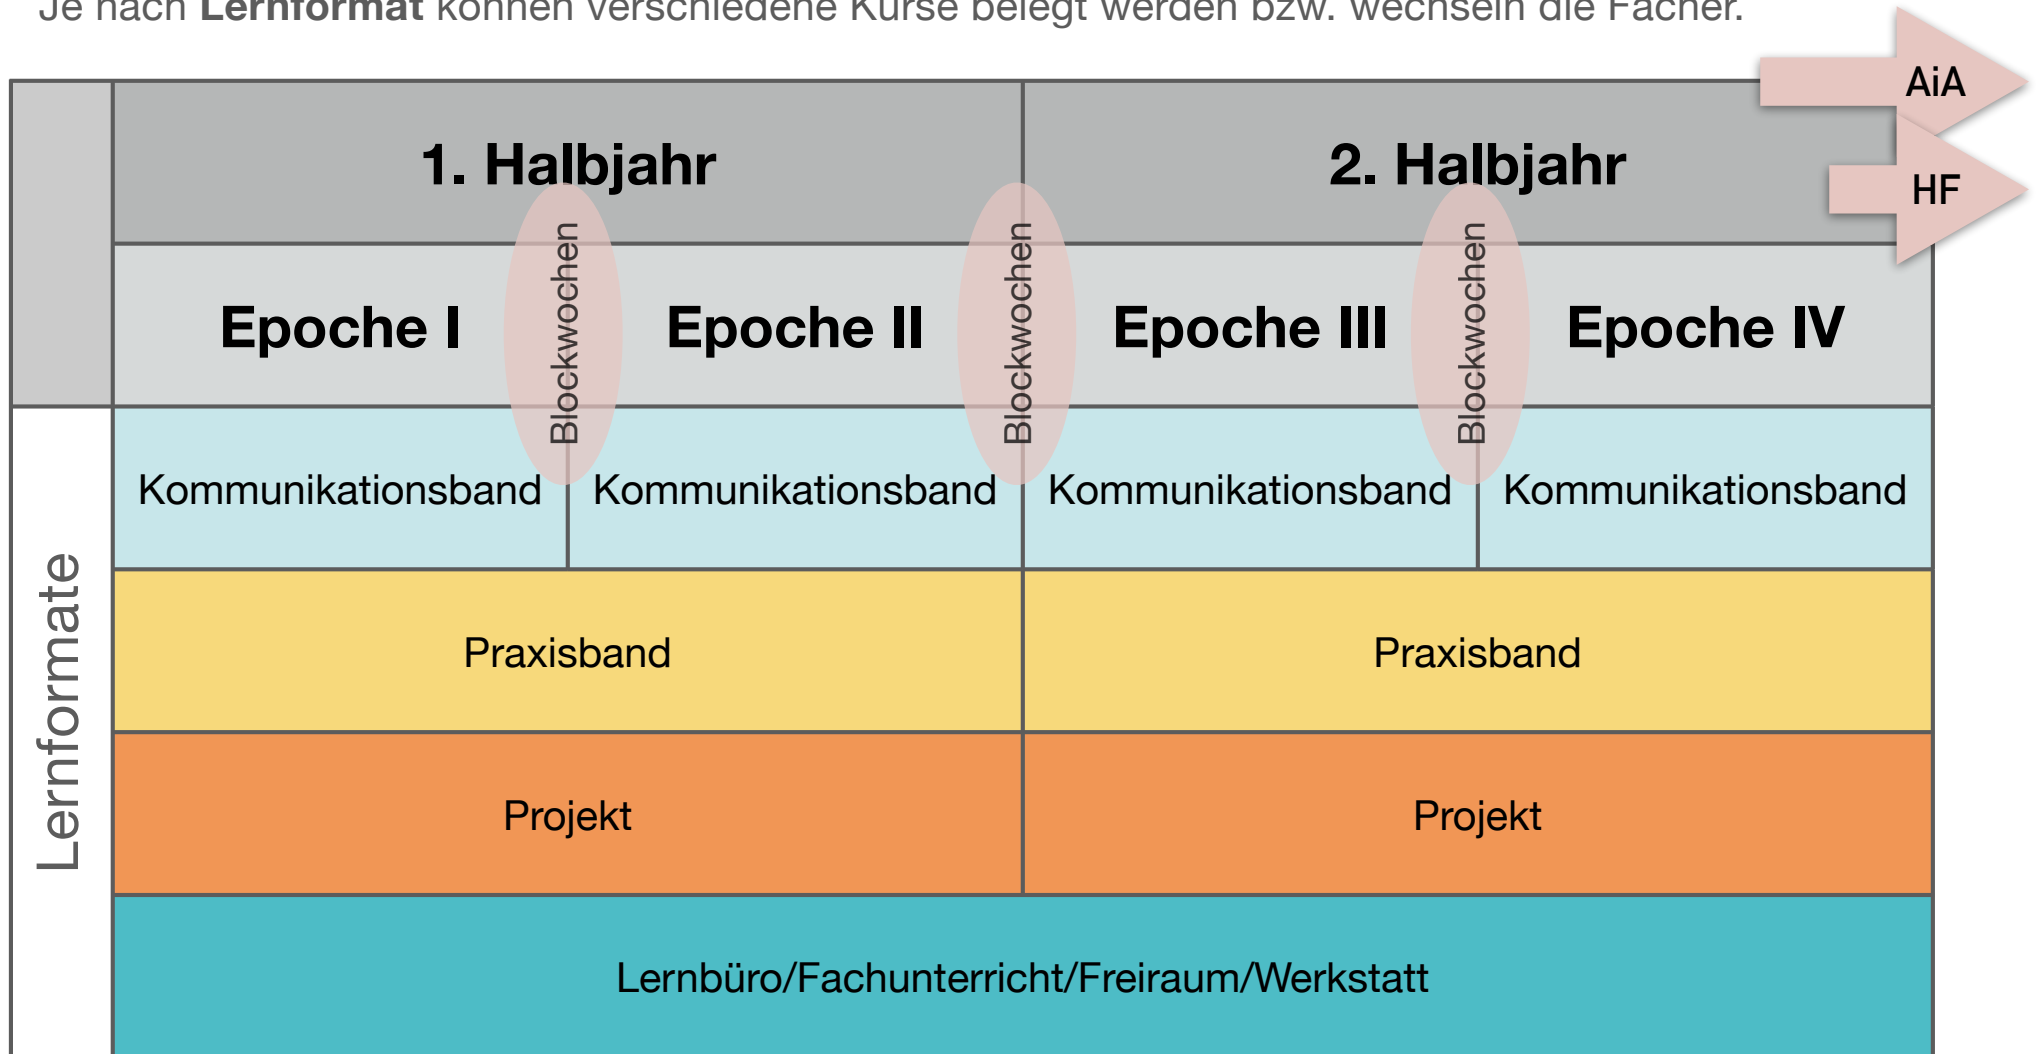 Je nach Lernformat können verschiedene Kurse belegt werden bzw. wechseln die Fächer.
AiA
1. Halbjahr
2. Halbjahr
HF
Epoche I
Blockwochen
Epoche II
Blockwochen
Epoche III
Blockwochen
Epoche IV
Lernformate
Kommunikationsband
Kommunikationsband
Kommunikationsband
Kommunikationsband
Praxisband
Praxisband
Projekt
Projekt
Lernbüro/Fachunterricht/Freiraum/Werkstatt